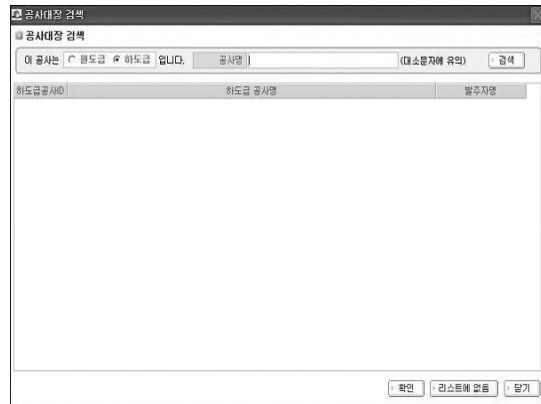 공사대장 검색
공사대장 검색
이 공사는 원도급 하도급 입니다. 공사명 (대소문자에 유의) 검색
하도급공사ID 하도급 공사명 발주자명
확인 리스트에 없음 닫기